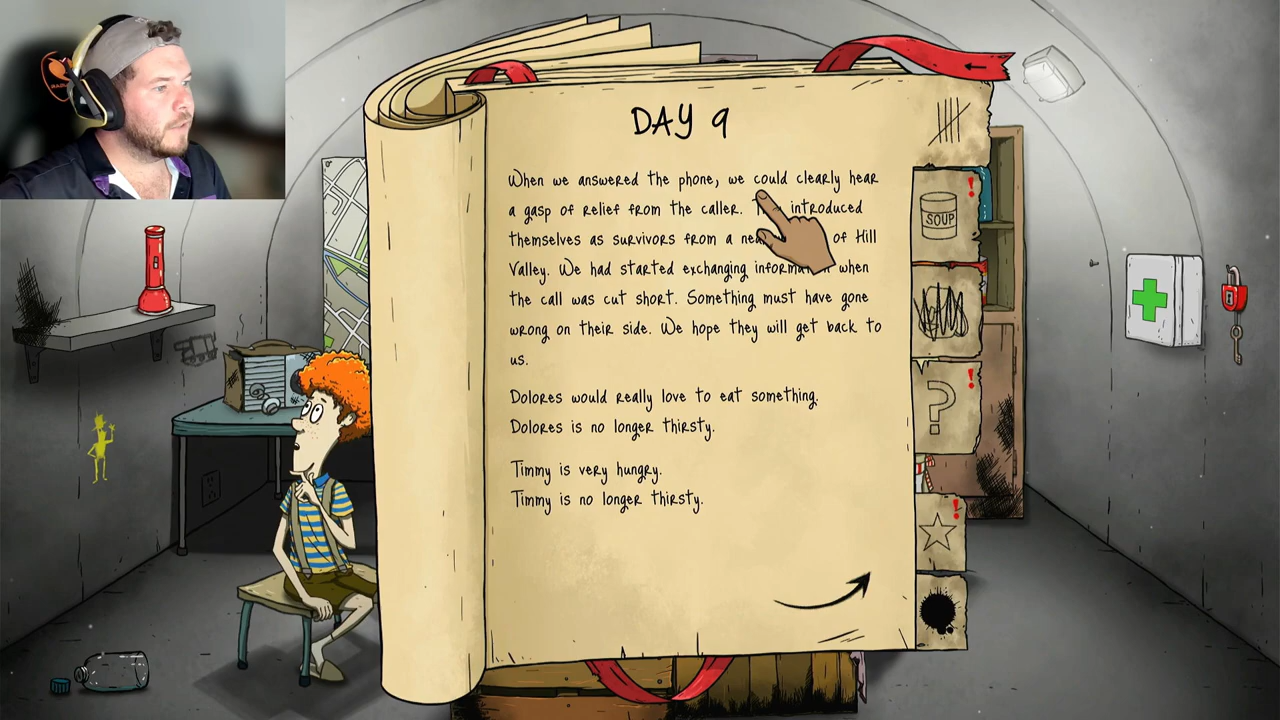 DAY 9
When we answered the phone, we could clearly hear
a gasp of relief from the caller. introduced
themselves as survivors from a of Hill
Valley. We had started exchanging when
the call was cut short. Something must have gone
wrong on their side. We hope they will get back to
us.
Dolores would really love to eat something.
Dolores is no longer thirsty.
Timmy is very hungry.
Timmy is no longer thirsty.
SOUP